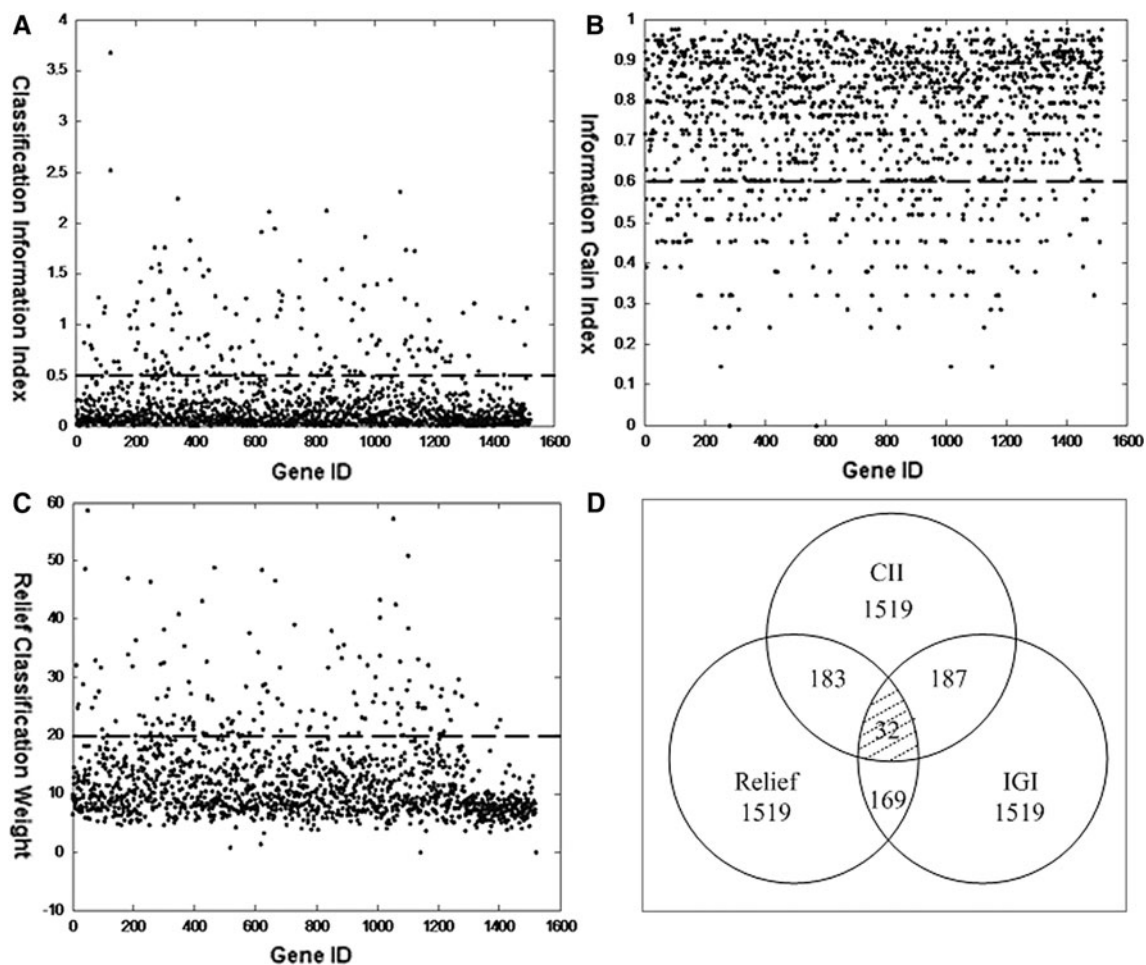 A
Classification Information Index
4
3.5
3
2.5
2
1.5
1
0.5
0
0 200 400 600 800 1000 1200 1400 1600
Gene ID
B
Information Gain Index
1
0.9
0.8
0.7
0.6
0.5
0.4
0.3
0.2
0.1
0
0 200 400 600 800 1000 1200 1400 1600
Gene ID
C
Relief Classification Weight
60
50
40
30
20
10
0
-10
0 200 400 600 800 1000 1200 1400 1600
Gene ID
D
CII
1519
183
187
32
Relief
1519
169
IGI
1519